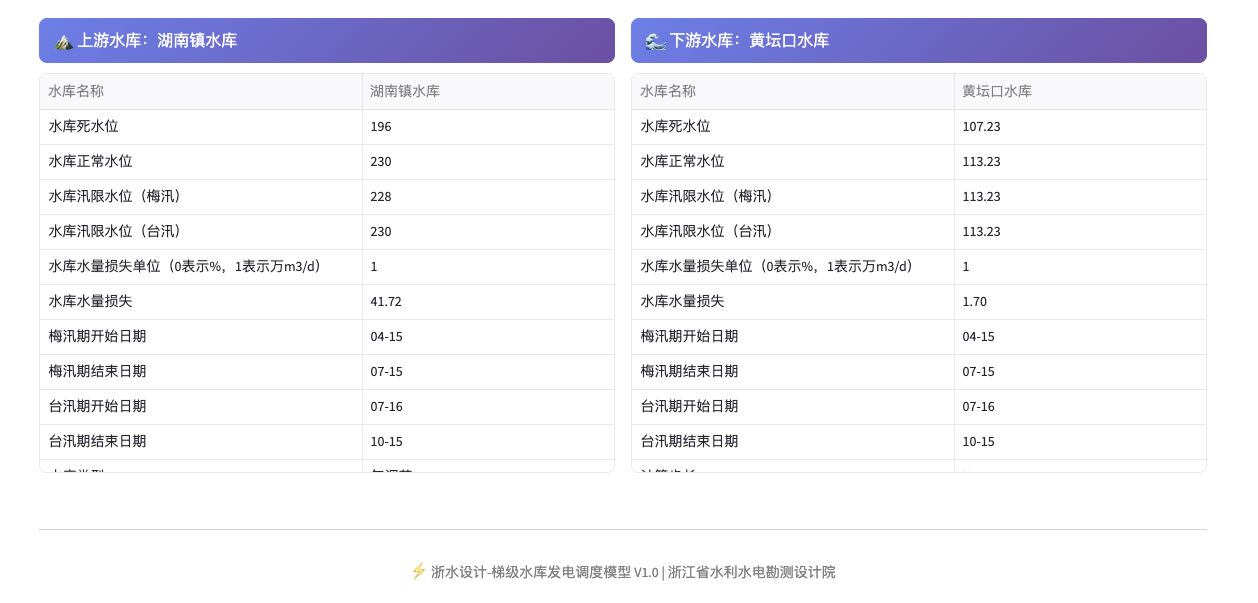 上游水库：湖南镇水库
水库名称 湖南镇水库
水库死水位 196
水库正常水位 230
水库汛限水位（梅汛） 228
水库汛限水位（台汛） 230
水库水量损失单位（0表示%，1表示万m3/d） 1
水库水量损失 41.72
梅汛期开始日期 04-15
梅汛期结束日期 07-15
台汛期开始日期 07-16
台汛期结束日期 10-15
下游水库：黄坛口水库
水库名称 黄坛口水库
水库死水位 107.23
水库正常水位 113.23
水库汛限水位（梅汛） 113.23
水库汛限水位（台汛） 113.23
水库水量损失单位（0表示%，1表示万m3/d） 1
水库水量损失 1.70
梅汛期开始日期 04-15
梅汛期结束日期 07-15
台汛期开始日期 07-16
台汛期结束日期 10-15
浙水设计-梯级水库发电调度模型 V1.0 | 浙江省水利水电勘测设计院